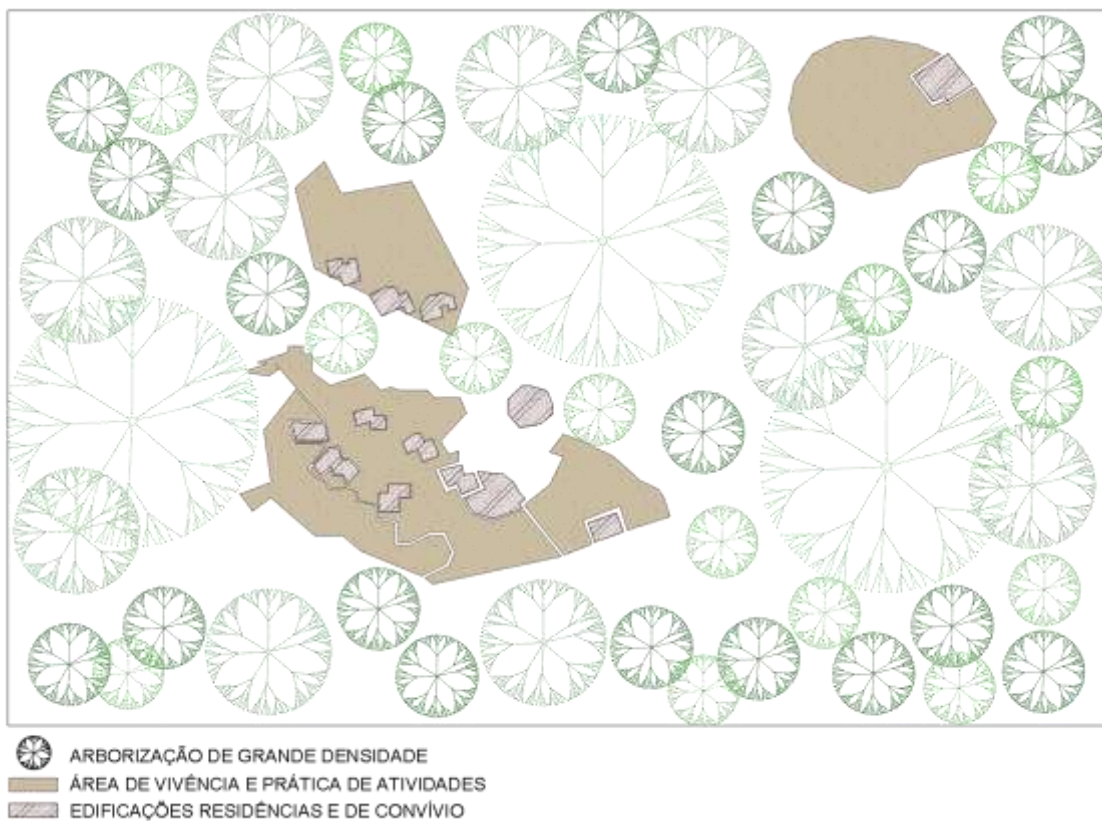 ARBORIZAÇÃO DE GRANDE DENSIDADE
ÁREA DE VIVÊNCIA E PRÁTICA DE ATIVIDADES
EDIFICAÇÕES RESIDÊNCIAS E DE CONVÍVIO